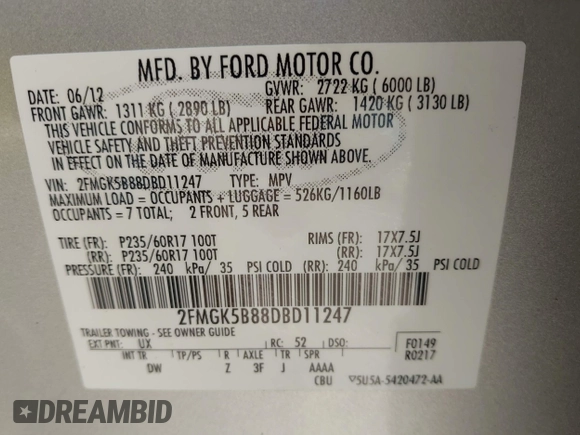 MFD. BY FORD MOTOR CO.
DATE: 06/12 GVWR: 2722 KG ( 6000 LB)
FRONT GAWR: 1311 KG ( 2890 LB) REAR GAWR: 1420 KG ( 3130 LB)
THIS VEHICLE CONFORMS TO ALL APPLICABLE FEDERAL MOTOR
VEHICLE SAFETY AND THEFT PREVENTION STANDARDS
IN EFFECT ON THE DATE OF MANUFACTURE SHOWN ABOVE.
VIN: 2FMGK5B88DBD11247 TYPE: MPV
MAXIMUM LOAD = OCCUPANTS + LUGGAGE = 526KG/1160LB
OCCUPANTS = 7 TOTAL; 2 FRONT, 5 REAR
TIRE (FR): P235/60R17 100T RIMS (FR): 17X7.5J
(RR): P235/60R17 100T (RR): 17X7.5J
PRESSURE (FR): 240 kPa/ 35 PSI COLD (RR): 240 kPa/ 35 PSI COLD
2FMGK5B88DBD11247
TRAILER TOWING - SEE OWNER GUIDE
EXT PNT: UX RC: 52 DSO: F0149
INT TR TP/PS R AXLE TR SPR R0217
DW Z 3F J AAAA
CBU ▽5U5A-5420472-AA
DREAMBID